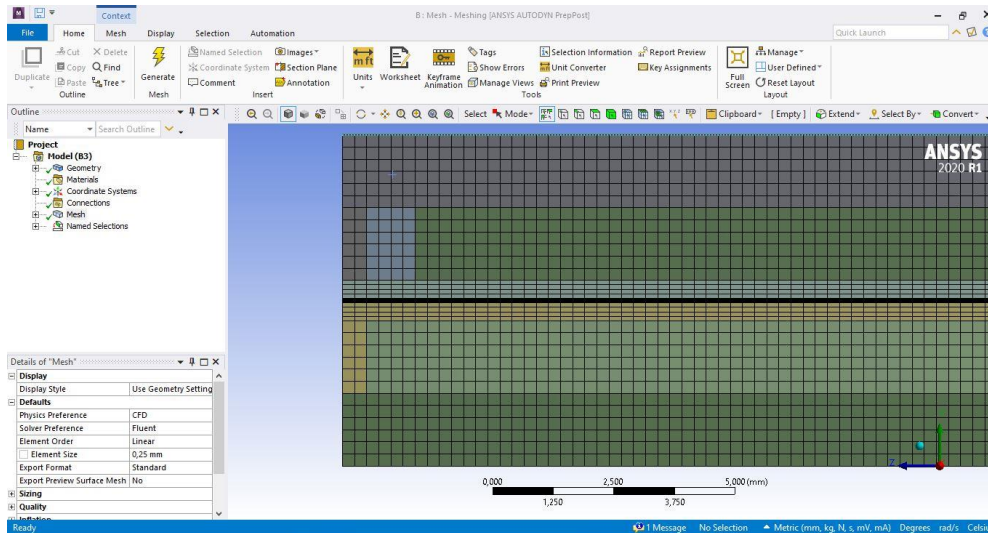 Context
B : Mesh - Meshing [ANSYS AUTODYN PrepPost]
File Home Mesh Display Selection Automation
Quick Launch
Duplicate
Cut
Copy
Paste
Delete
Find
Tree
Outline
Generate
Mesh
Named Selection
Coordinate System
Comment
Images
Section Plane
Annotation
Insert
m ft
Units
Worksheet
Keyframe Animation
Tags
Show Errors
Manage Views
Selection Information
Unit Converter
Print Preview
Report Preview
Key Assignments
Tools
Full Screen
Manage
User Defined
Reset Layout
Layout
Outline
Name Search Outline
Project
Model (B3)
Geometry
Materials
Coordinate Systems
Connections
Mesh
Named Selections
Select Mode Clipboard [ Empty ] Extend Select By Convert
ANSYS
2020 R1
Details of "Mesh"
Display
Display Style Use Geometry Setting
Defaults
Physics Preference CFD
Solver Preference Fluent
Element Order Linear
Element Size 0,25 mm
Export Format Standard
Export Preview Surface Mesh No
Sizing
Quality
Inflation
Z
0,000 2,500 5,000 (mm)
1,250 3,750
Ready 1 Message No Selection Metric (mm, kg, N, s, mV, mA) Degrees rad/s Celsi